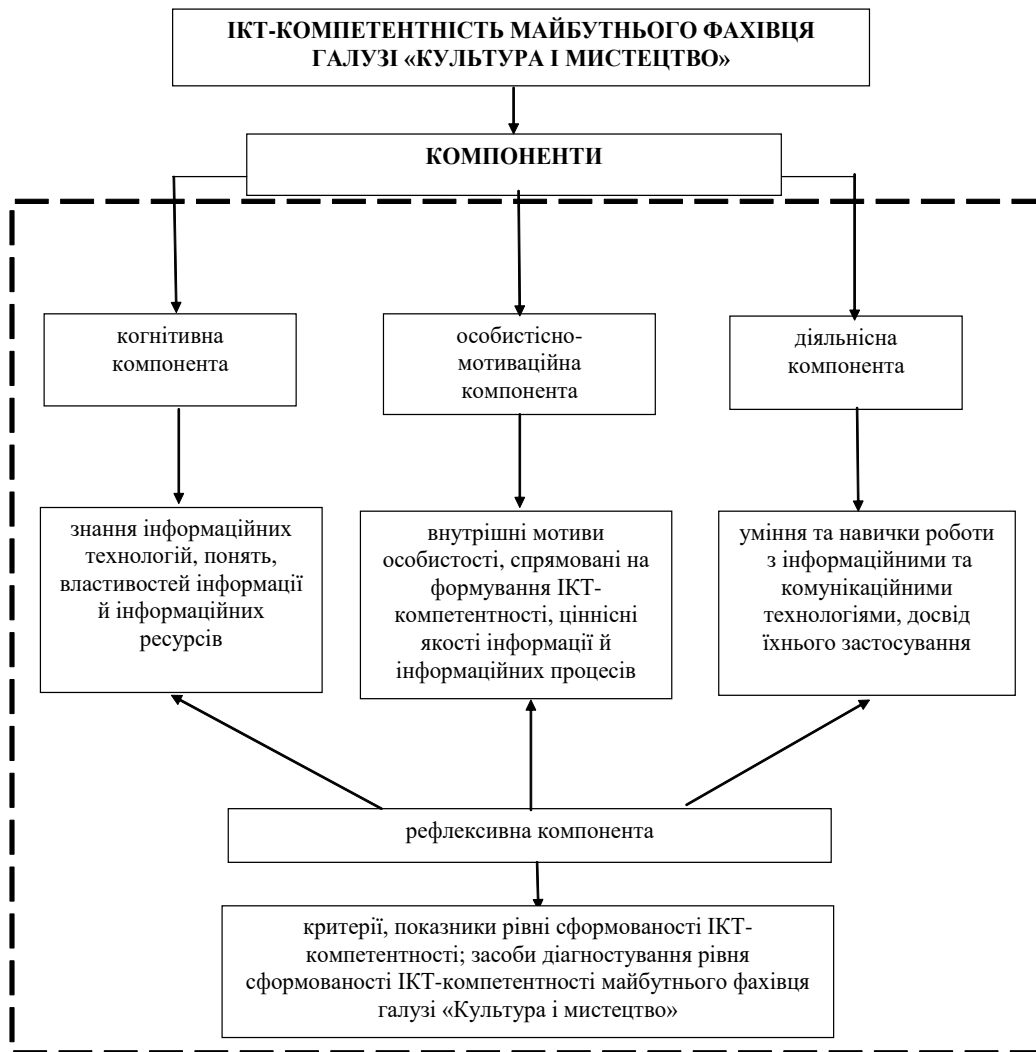 ІКТ-КОМПЕТЕНТНІСТЬ МАЙБУТНЬОГО ФАХІВЦЯ
ГАЛУЗІ «КУЛЬТУРА І МИСТЕЦТВО»
КОМПОНЕНТИ
когнітивна
компонента
особистісно-
мотиваційна
компонента
діяльнісна
компонента
знання інформаційних
технологій, понять,
властивостей інформації
й інформаційних
ресурсів
внутрішні мотиви
особистості, спрямовані на
формування ІКТ-
компетентності, ціннісні
якості інформації й
інформаційних процесів
уміння та навички роботи
з інформаційними та
комунікаційними
технологіями, досвід
їхнього застосування
рефлексивна компонента
критерії, показники рівні сформованості ІКТ-
компетентності; засоби діагностування рівня
сформованості ІКТ-компетентності майбутнього фахівця
галузі «Культура і мистецтво»